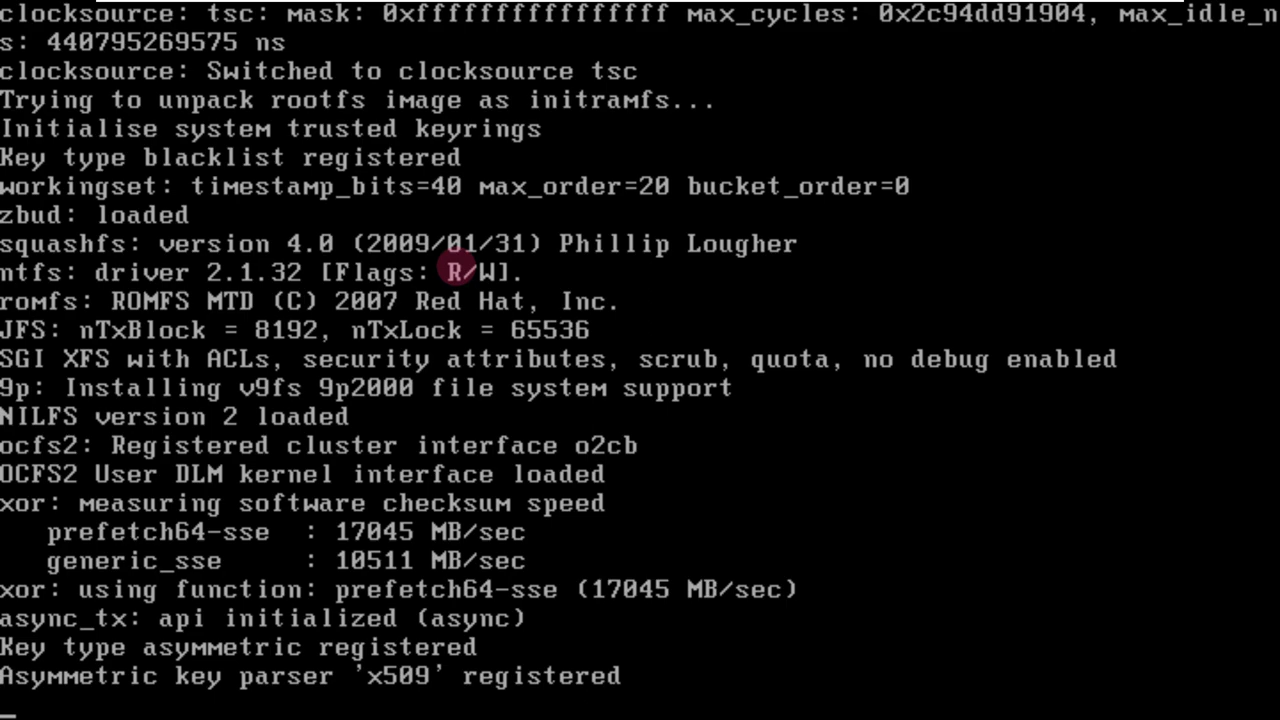 clocksource: tsc: mask: 0xffffffffffffffff max_cycles: 0x2c94dd91904, max_idle_n
s: 440795269575 ns
clocksource: Switched to clocksource tsc
Trying to unpack rootfs image as initramfs...
Initialise system trusted keyrings
Key type blacklist registered
workingset: timestamp_bits=40 max_order=20 bucket_order=0
zbud: loaded
squashfs: version 4.0 (2009/01/31) Phillip Lougher
ntfs: driver 2.1.32 [Flags: R/W].
romfs: ROMFS MTD (C) 2007 Red Hat, Inc.
JFS: nTxBlock = 8192, nTxLock = 65536
SGI XFS with ACLs, security attributes, scrub, quota, no debug enabled
9p: Installing v9fs 9p2000 file system support
NILFS version 2 loaded
ocfs2: Registered cluster interface o2cb
OCFS2 User DLM kernel interface loaded
xor: measuring software checksum speed
   prefetch64-sse  : 17045 MB/sec
   generic_sse     : 10511 MB/sec
xor: using function: prefetch64-sse (17045 MB/sec)
async_tx: api initialized (async)
Key type asymmetric registered
Asymmetric key parser 'x509' registered